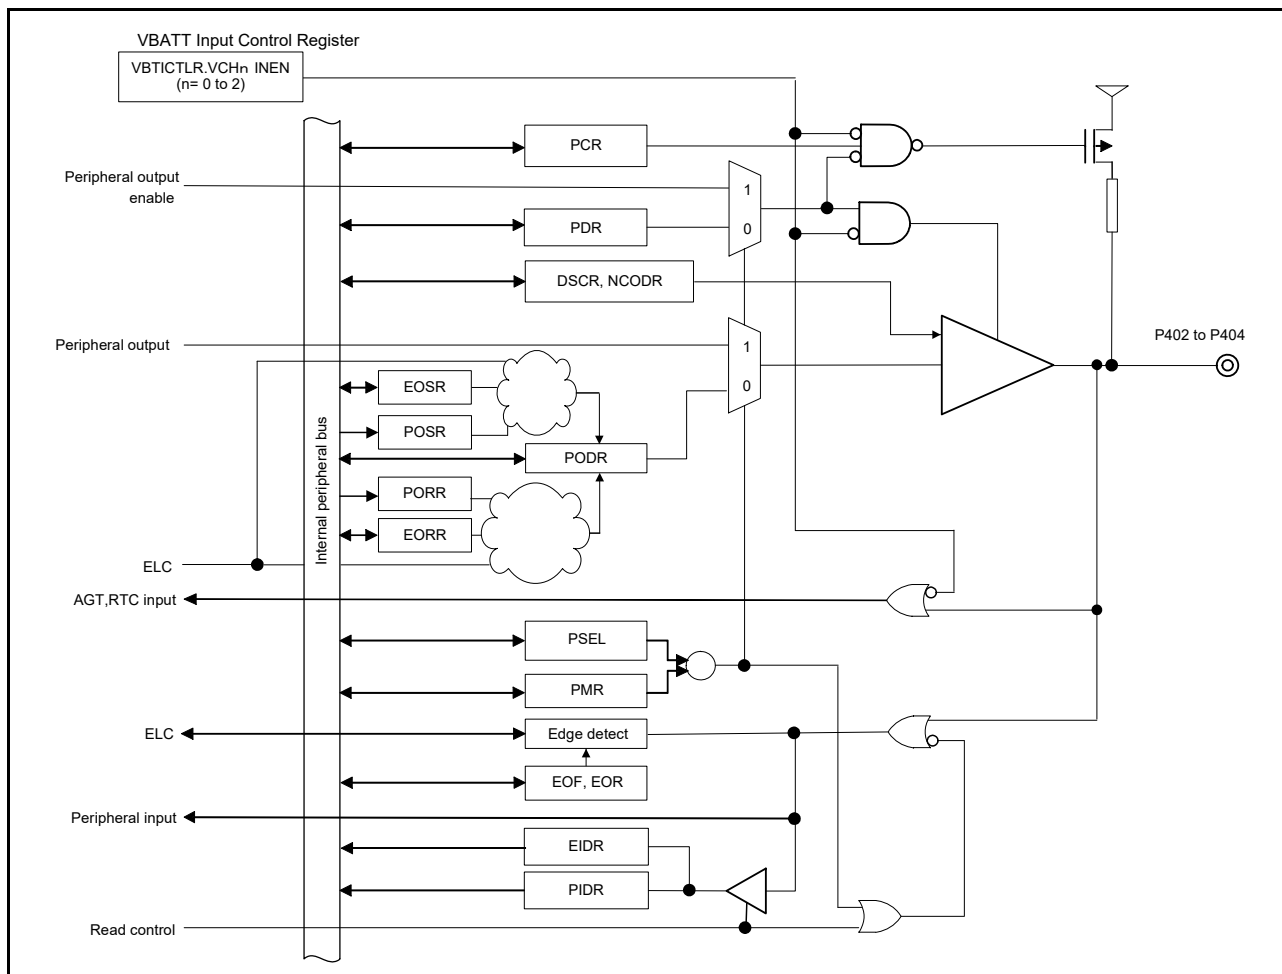 VBATT Input Control Register
VBTICTLR.VCHn INEN
(n= 0 to 2)
PCR
Peripheral output
enable
1
PDR
0
DSCR, NCODR
Peripheral output
1
P402 to P404
EOSR
0
POSR
PODR
PORR
EORR
Internal peripheral bus
ELC
AGT,RTC input
PSEL
PMR
ELC
Edge detect
EOF, EOR
Peripheral input
EIDR
PIDR
Read control